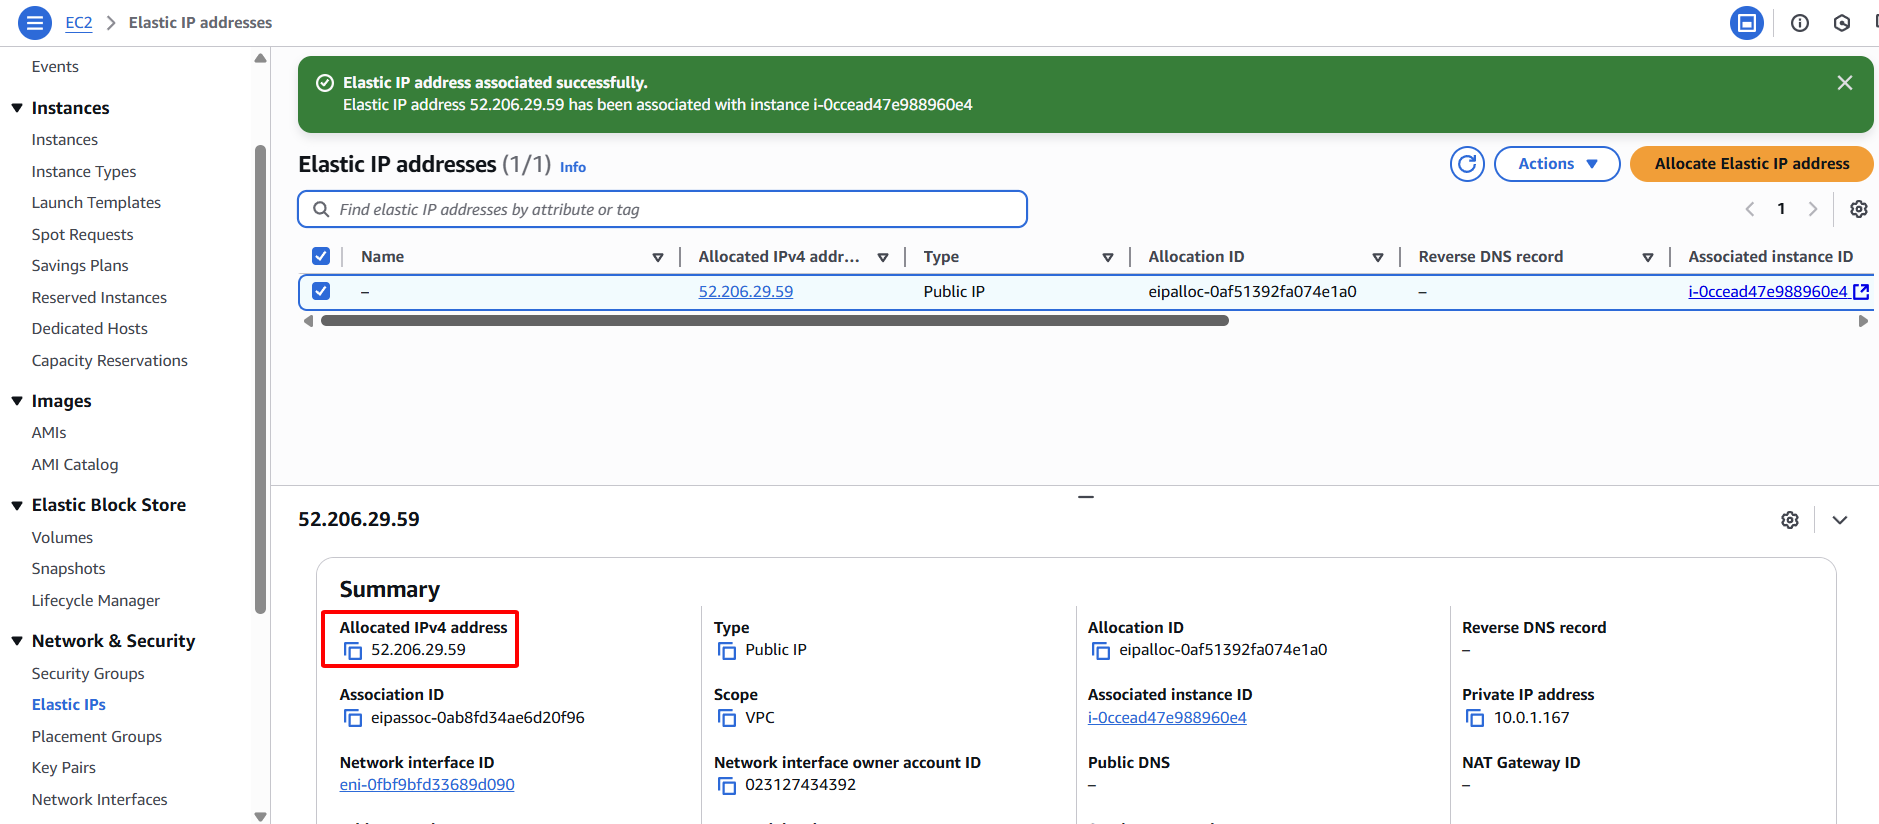 EC2 > Elastic IP addresses
Events
Instances
Instances
Instance Types
Launch Templates
Spot Requests
Savings Plans
Reserved Instances
Dedicated Hosts
Capacity Reservations
Images
AMIs
AMI Catalog
Elastic Block Store
Volumes
Snapshots
Lifecycle Manager
Network & Security
Security Groups
Elastic IPs
Placement Groups
Key Pairs
Network Interfaces
Elastic IP address associated successfully.
Elastic IP address 52.206.29.59 has been associated with instance i-0ccead47e988960e4
Elastic IP addresses (1/1) Info
Actions
Allocate Elastic IP address
Find elastic IP addresses by attribute or tag
1
Name Allocated IPv4 addr... Type Allocation ID Reverse DNS record Associated instance ID
– 52.206.29.59 Public IP eipalloc-0af51392fa074e1a0 – i-0ccead47e988960e4
52.206.29.59
Summary
Allocated IPv4 address
52.206.29.59
Type
Public IP
Allocation ID
eipalloc-0af51392fa074e1a0
Reverse DNS record
–
Association ID
eipassoc-0ab8fd34ae6d20f96
Scope
VPC
Associated instance ID
i-0ccead47e988960e4
Private IP address
10.0.1.167
Network interface ID
eni-0fbf9bfd33689d090
Network interface owner account ID
023127434392
Public DNS
–
NAT Gateway ID
–